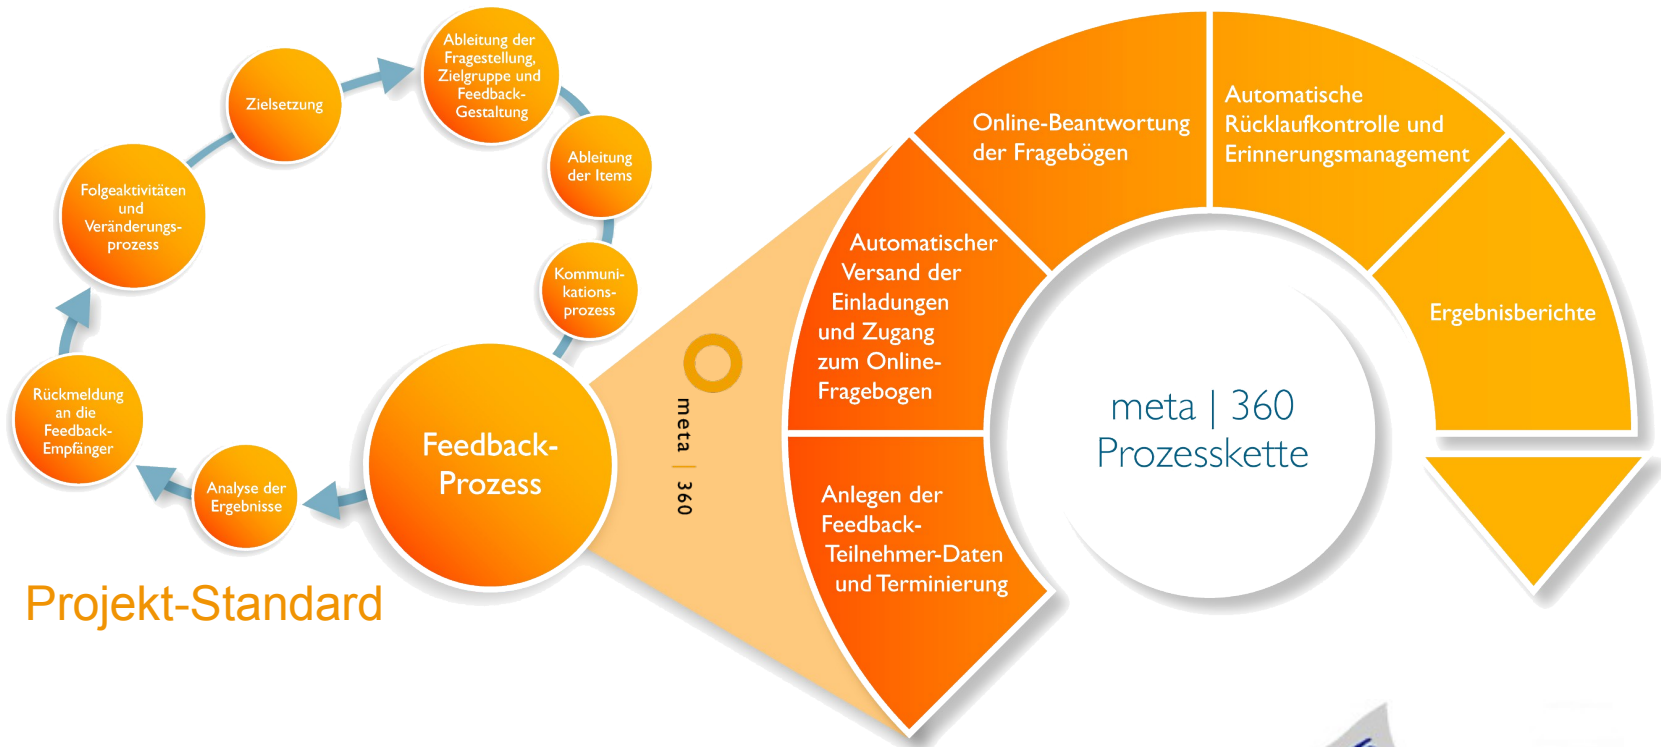 Zielsetzung
Ableitung der
Fragestellung,
Zielgruppe und
Feedback-
Gestaltung
Ableitung
der Items
Kommuni-
kations-
prozess
Feedback-
Prozess
Analyse der
Ergebnisse
Rückmeldung
an die
Feedback-
Empfänger
Folgeaktivitäten
und
Veränderungs-
prozess
Projekt-Standard
meta | 360
Anlegen der
Feedback-
Teilnehmer-Daten
und Terminierung
Automatischer
Versand der
Einladungen
und Zugang
zum Online-
Fragebogen
Online-Beantwortung
der Fragebögen
Automatische
Rücklaufkontrolle und
Erinnerungsmanagement
Ergebnisberichte
meta | 360
Prozesskette